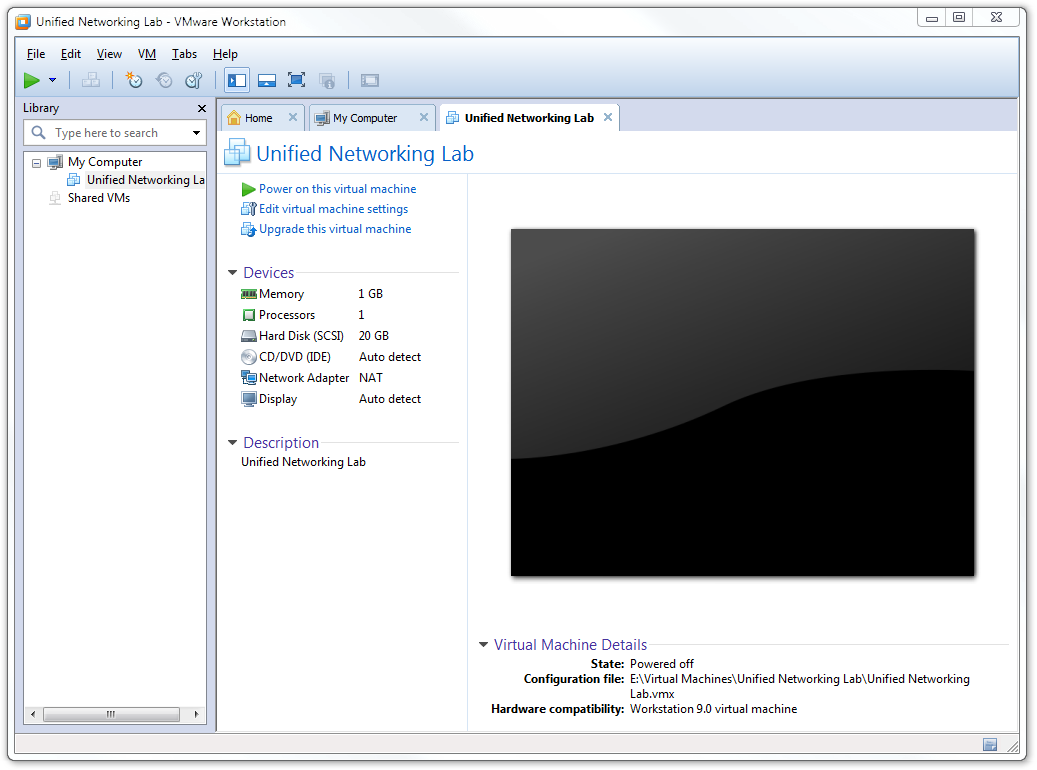 Unified Networking Lab - VMware Workstation
File Edit View VM Tabs Help
Library
Type here to search
My Computer
Unified Networking La
Shared VMs
Home
My Computer
Unified Networking Lab
Unified Networking Lab
Power on this virtual machine
Edit virtual machine settings
Upgrade this virtual machine
Devices
Memory 1 GB
Processors 1
Hard Disk (SCSI) 20 GB
CD/DVD (IDE) Auto detect
Network Adapter NAT
Display Auto detect
Description
Unified Networking Lab
Virtual Machine Details
State: Powered off
Configuration file: E:\Virtual Machines\Unified Networking Lab\Unified Networking
Lab.vmx
Hardware compatibility: Workstation 9.0 virtual machine